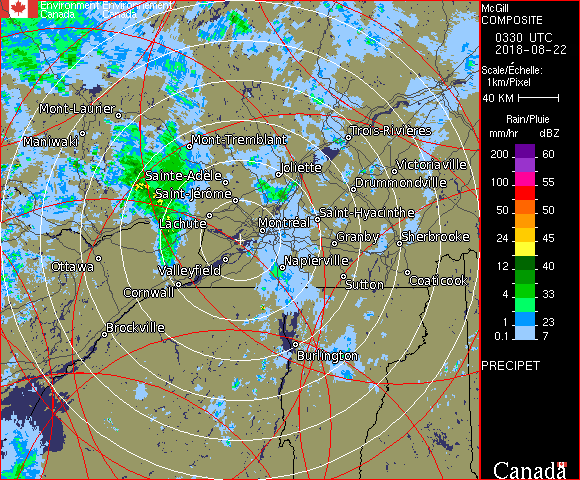 Environment Environnement
Canada Canada
McGill
COMPOSITE
0330 UTC
2018-08-22
Scale/Échelle:
1km/Pixel
40 KM
Rain/Pluie
mm/hr dBZ
200 60
100 55
50 50
24 45
12 40
4 33
1 23
0.1 7
PRECIPET
Canada
Mont-Laurier
Maniwaki
Mont-Tremblant
Trois-Rivières
Sainte-Adèle
Joliette
Victoriaville
Saint-Jérôme
Drummondville
Lachute
Saint-Hyacinthe
Montréal
Granby
Sherbrooke
Ottawa
Valleyfield
Napierville
Cornwall
Sutton
Coaticook
Brockville
Burlington